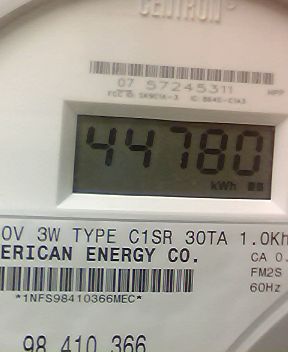 CENTRON
07 57245311
44780
kWh
0V 3W TYPE C1SR 30TA 1.0Kh
ERICAN ENERGY CO.
CA 0.
FM2S
60Hz
*1NFS98410366MEC*
98 410 366